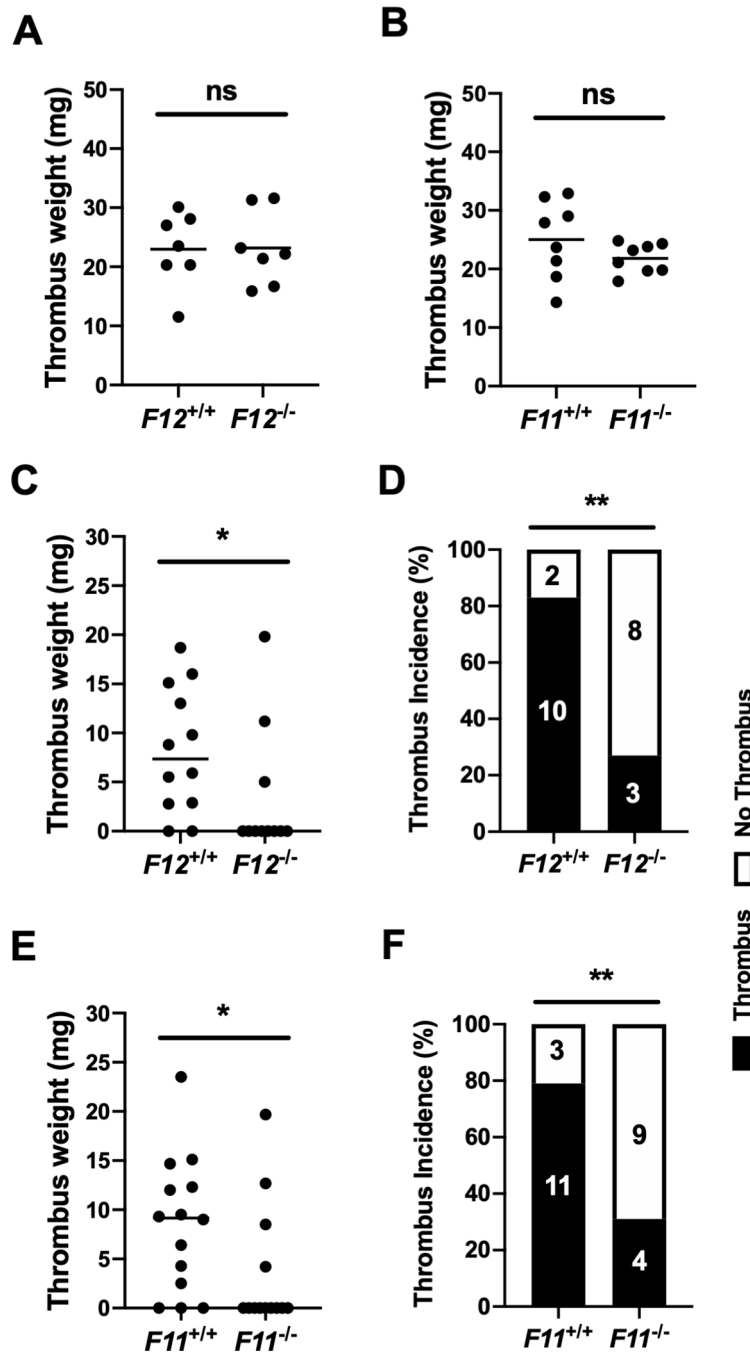 A
Thrombus weight (mg)
50
40
30
20
10
0
ns
F12+/+ F12-/-
B
Thrombus weight (mg)
50
40
30
20
10
0
ns
F11+/+ F11-/-
C
Thrombus weight (mg)
30
25
20
15
10
5
0
*
F12+/+ F12-/-
D
Thrombus Incidence (%)
100
80
60
40
20
0
**
2
10
8
3
F12+/+ F12-/-
E
Thrombus weight (mg)
30
25
20
15
10
5
0
*
F11+/+ F11-/-
F
Thrombus Incidence (%)
100
80
60
40
20
0
**
3
11
9
4
F11+/+ F11-/-
Thrombus
No Thrombus